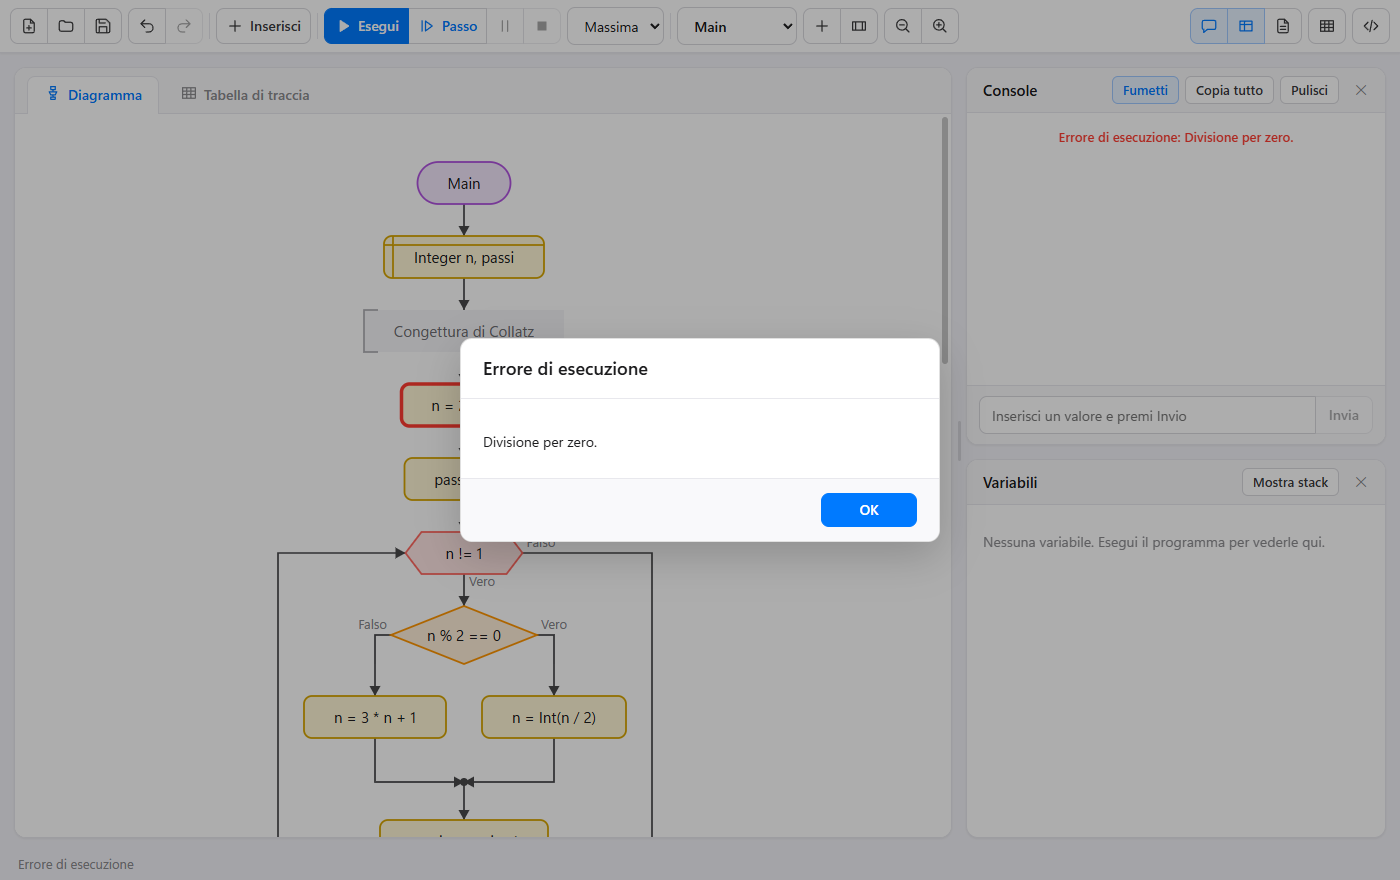 Inserisci
Esegui
Passo
Massima
Main
Diagramma
Tabella di traccia
Console
Fumetti
Copia tutto
Pulisci
Errore di esecuzione: Divisione per zero.
Main
Integer n, passi
Congettura di Collatz
n =
Errore di esecuzione
Divisione per zero.
OK
Inserisci un valore e premi Invio
Invia
Variabili
Mostra stack
Nessuna variabile. Esegui il programma per vederle qui.
n != 1
Falso
Vero
Falso
n % 2 == 0
Vero
n = 3 * n + 1
n = Int(n / 2)
Errore di esecuzione